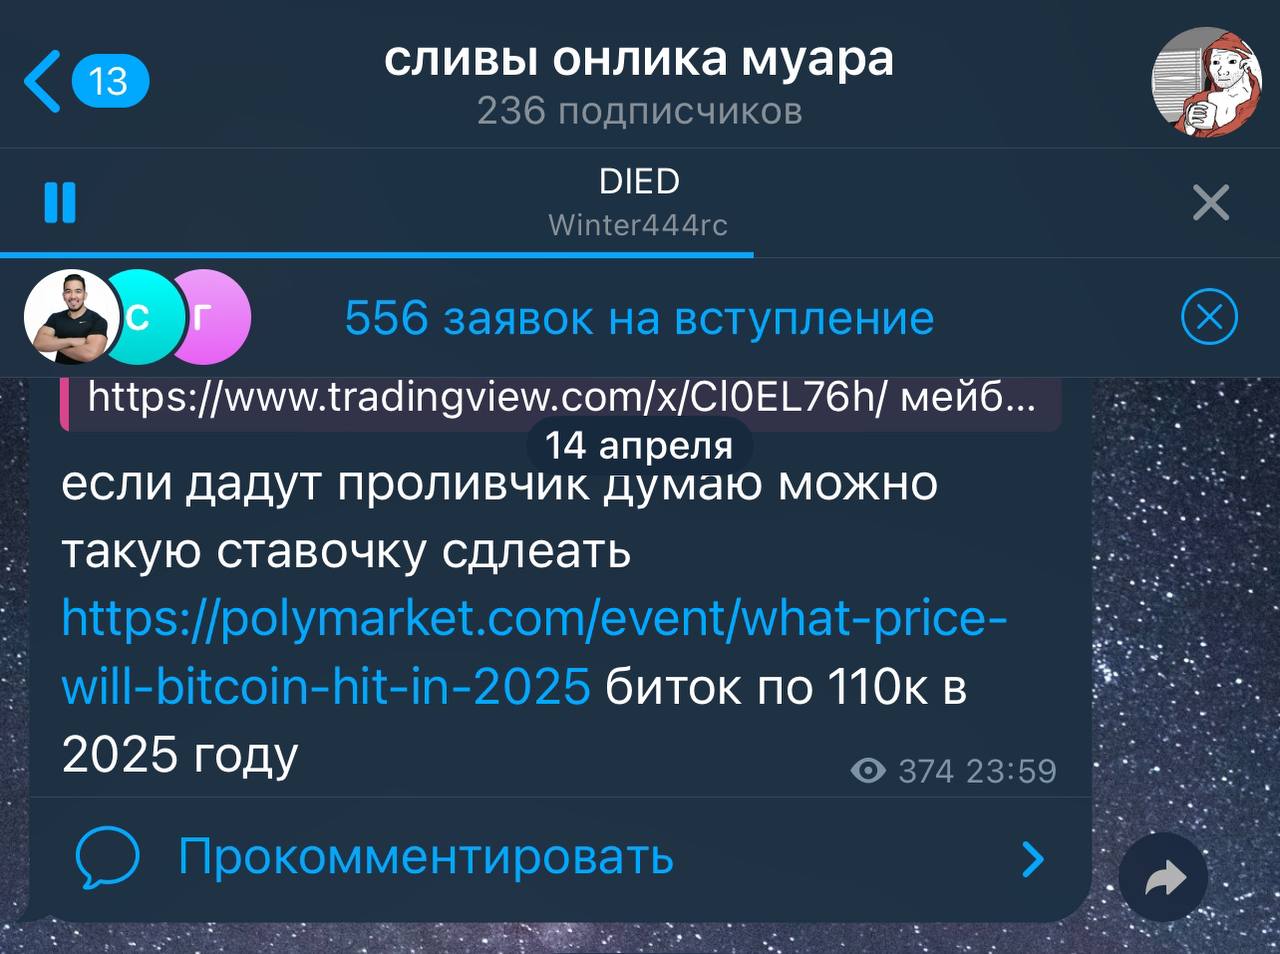 13
сливы онлика муара
236 подписчиков
DIED
Winter444rc
С
Г
556 заявок на вступление
https://www.tradingview.com/x/Cl0EL76h/ мейб...
14 апреля
если дадут проливчик думаю можно
такую ставочку сдлеать
https://polymarket.com/event/what-price-
will-bitcoin-hit-in-2025 биток по 110к в
2025 году
374 23:59
Прокомментировать